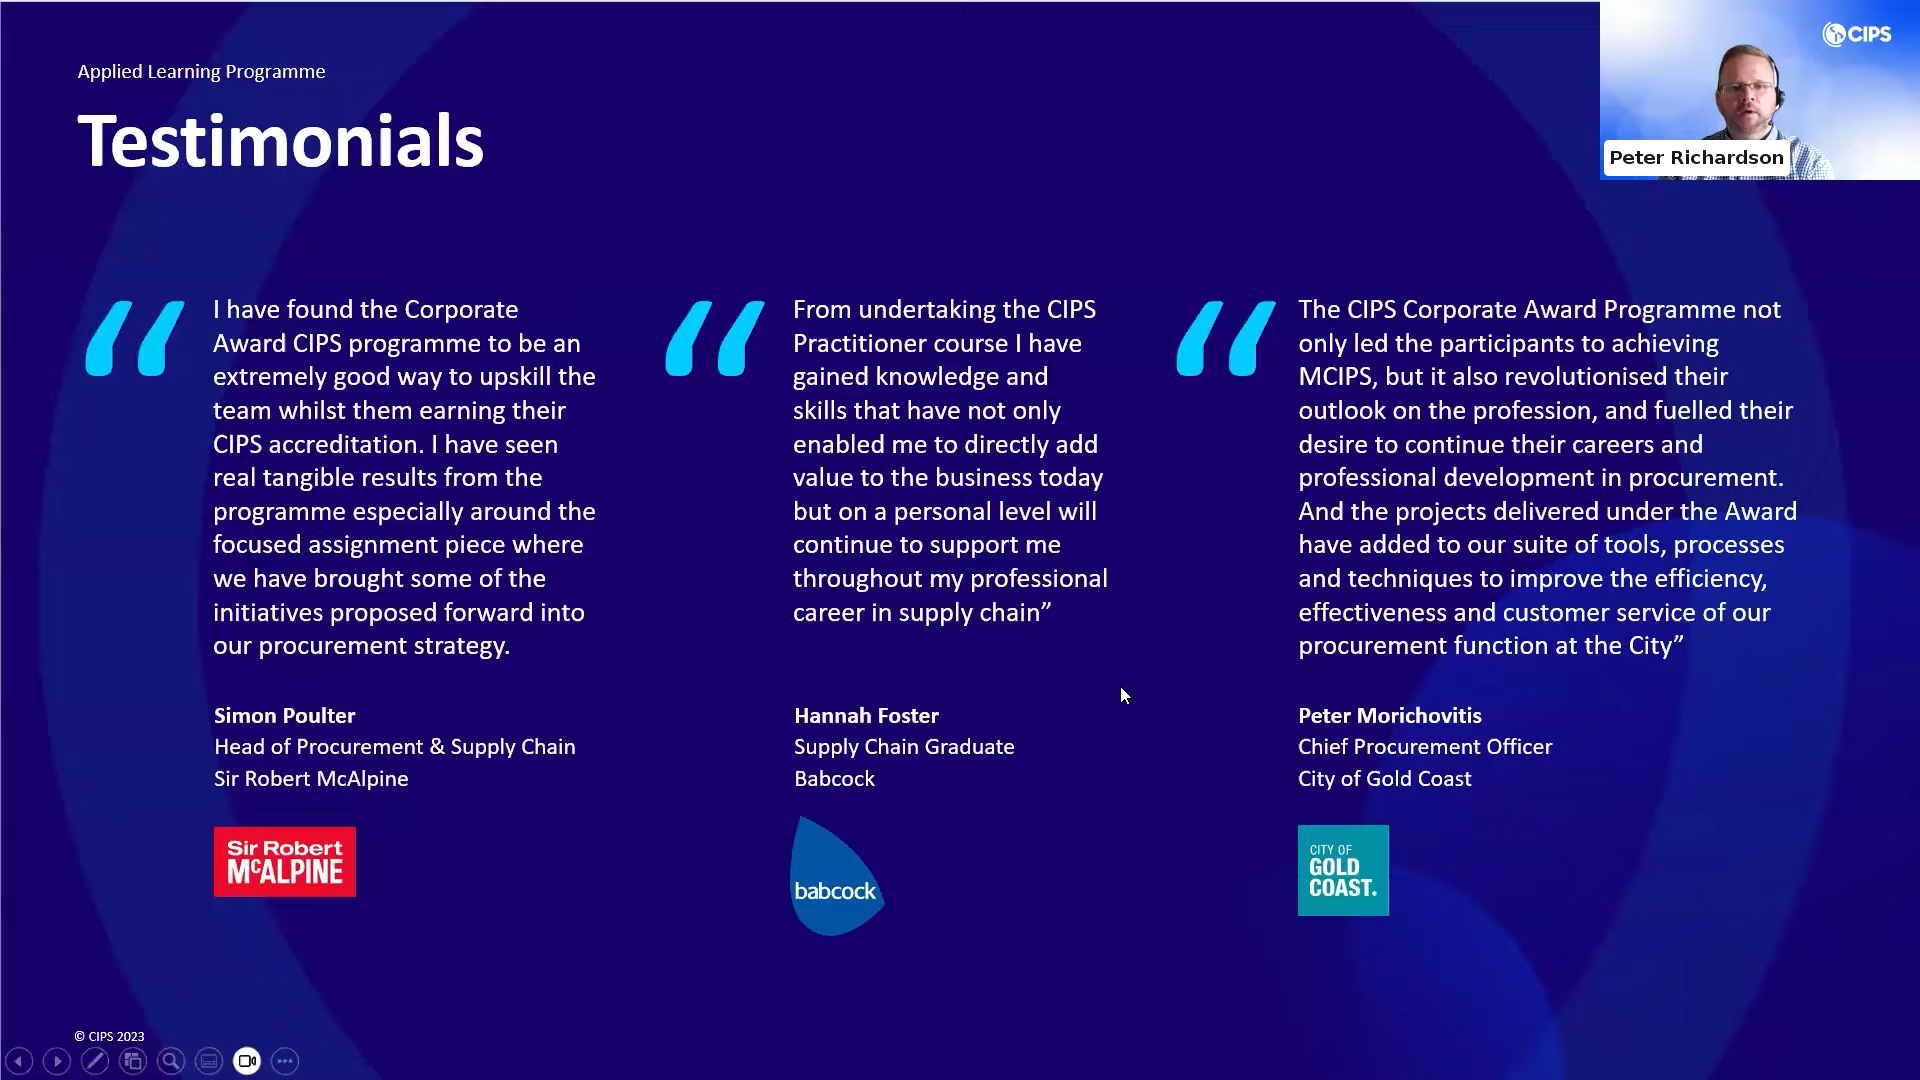 Applied Learning Programme
Testimonials
CIPS
Peter Richardson
“
I have found the Corporate
Award CIPS programme to be an
extremely good way to upskill the
team whilst them earning their
CIPS accreditation. I have seen
real tangible results from the
programme especially around the
focused assignment piece where
we have brought some of the
initiatives proposed forward into
our procurement strategy.
Simon Poulter
Head of Procurement & Supply Chain
Sir Robert McAlpine
Sir Robert
McALPINE
“
From undertaking the CIPS
Practitioner course I have
gained knowledge and
skills that have not only
enabled me to directly add
value to the business today
but on a personal level will
continue to support me
throughout my professional
career in supply chain”
Hannah Foster
Supply Chain Graduate
Babcock
babcock
“
The CIPS Corporate Award Programme not
only led the participants to achieving
MCIPS, but it also revolutionised their
outlook on the profession, and fuelled their
desire to continue their careers and
professional development in procurement.
And the projects delivered under the Award
have added to our suite of tools, processes
and techniques to improve the efficiency,
effectiveness and customer service of our
procurement function at the City”
Peter Morichovitis
Chief Procurement Officer
City of Gold Coast
CITY OF
GOLD
COAST.
© CIPS 2023